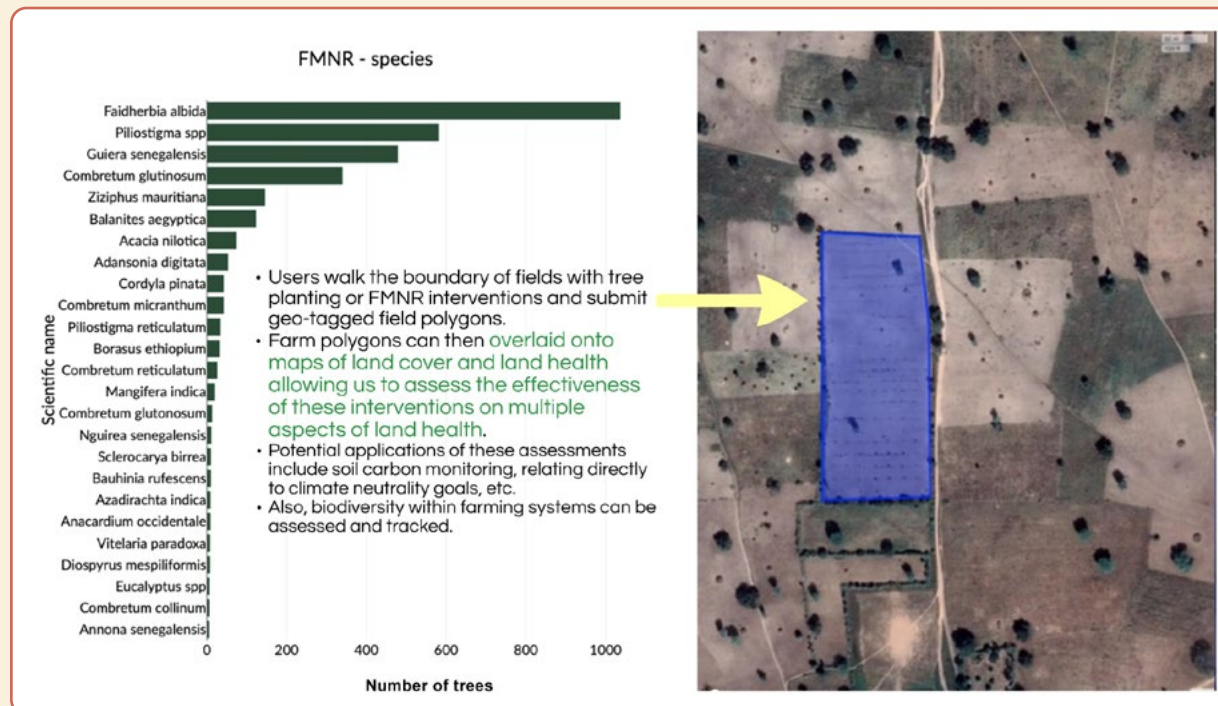 FMNR - species
Scientific name
Faidherbia albida
Piliostigma spp
Guiera senegalensis
Combretum glutinosum
Ziziphus mauritiana
Balanites aegyptica
Acacia nilotica
Adansonia digitata
Cordyla pinata
Combretum micranthum
Piliostigma reticulatum
Borasus ethiopium
Combretum reticulatum
Mangifera indica
Combretum glutonosum
Nguirea senegalensis
Sclerocarya birrea
Bauhinia rufescens
Azadirachta indica
Anacardium occidentale
Vitelaria paradoxa
Diospyrus mespiliformis
Eucalyptus spp
Combretum collinum
Annona senegalensis
0 200 400 600 800 1000
Number of trees
• Users walk the boundary of fields with tree
planting or FMNR interventions and submit
geo-tagged field polygons.
• Farm polygons can then overlaid onto
maps of land cover and land health
allowing us to assess the effectiveness
of these interventions on multiple
aspects of land health.
• Potential applications of these assessments
include soil carbon monitoring, relating directly
to climate neutrality goals, etc.
• Also, biodiversity within farming systems can be
assessed and tracked.